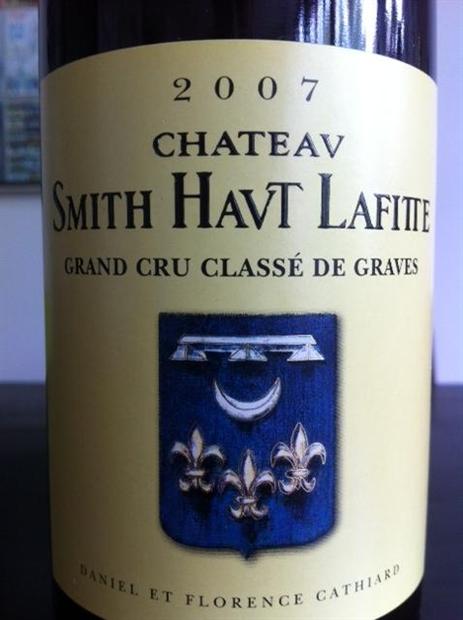 2007
CHATEAV
SMITH HAVT LAFITTE
GRAND CRU CLASSÉ DE GRAVES
DANIEL ET FLORENCE CATHIARD